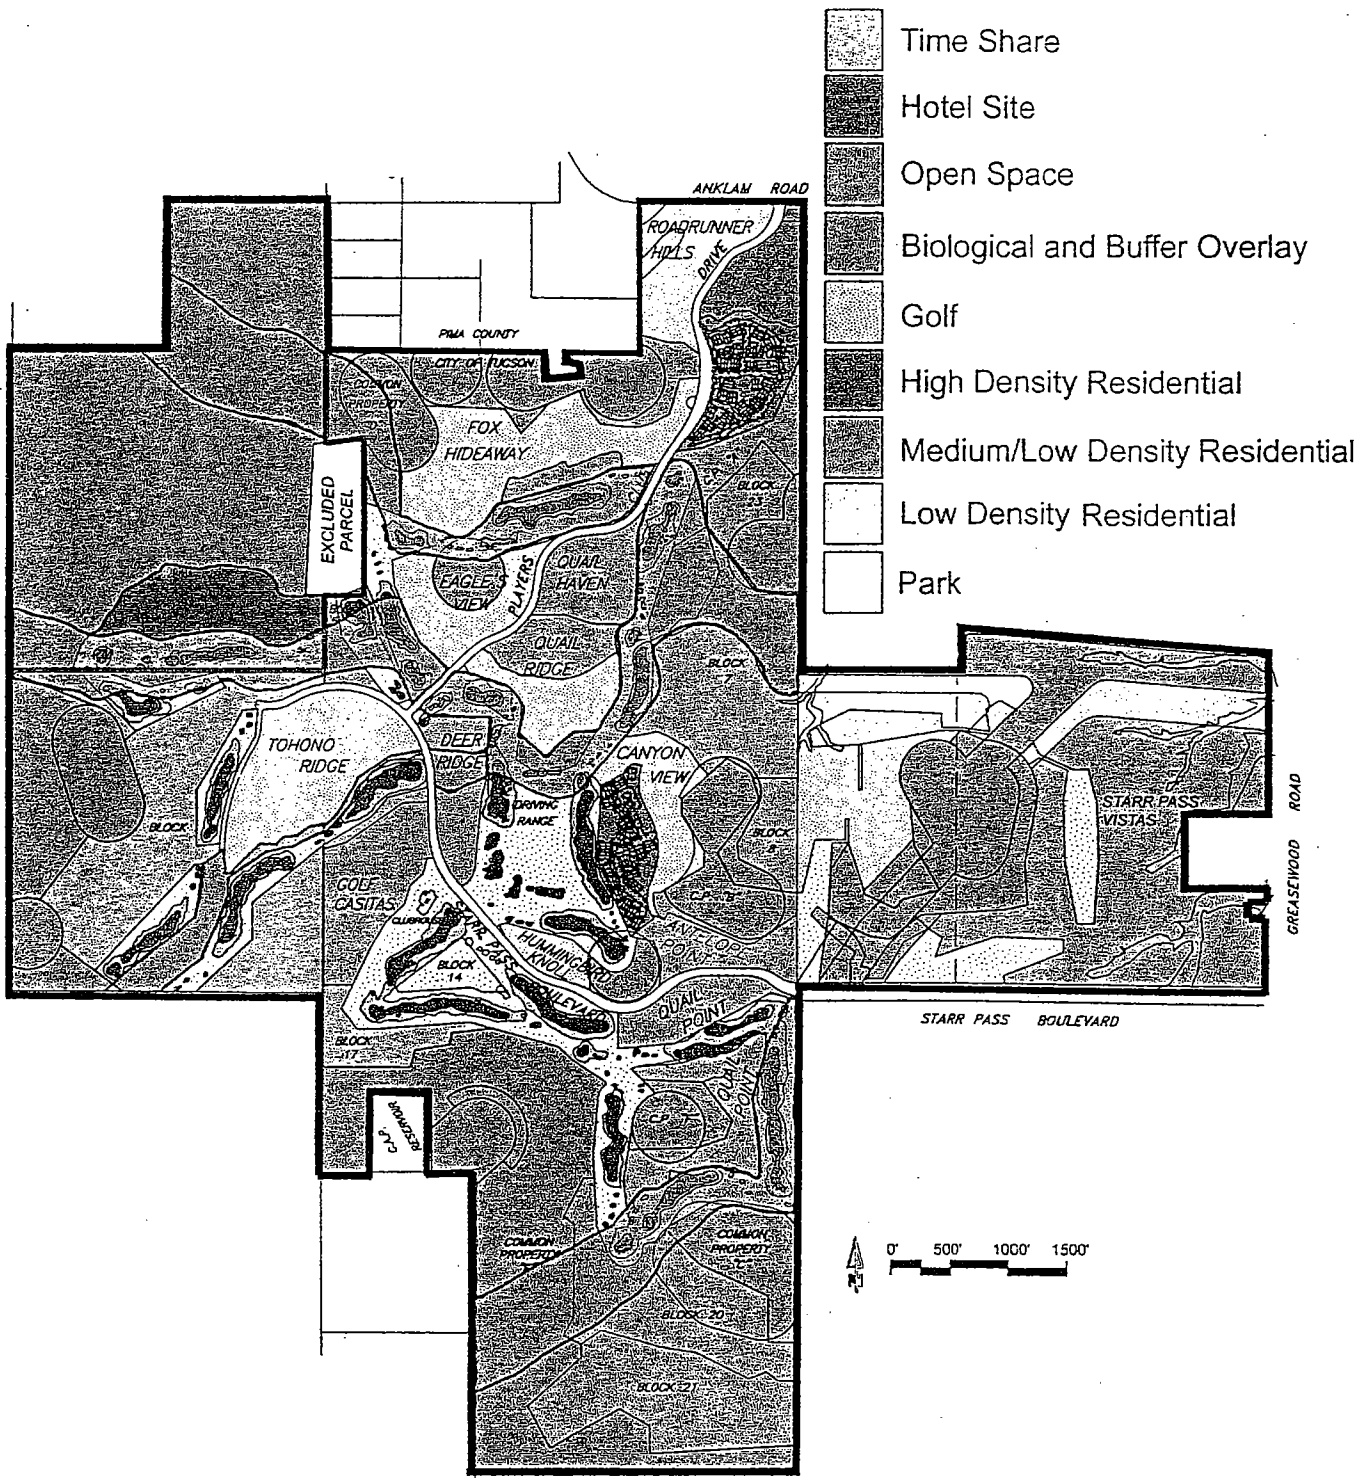 Time Share
Hotel Site
Open Space
Biological and Buffer Overlay
Golf
High Density Residential
Medium/Low Density Residential
Low Density Residential
Park
ANKLAM ROAD
ROADRUNNER
HILLS
DRIVE
PIMA COUNTY
CITY OF TUCSON
COMMON
PROPERTY
FOX
HIDEAWAY
BLOCK
EXCLUDED
PARCEL
EAGLE
VIEW
PLAYERS
CLUB
QUAIL
HAVEN
QUAIL
RIDGE
BLOCK
TOHONO
RIDGE
DEER
RIDGE
CANYON
VIEW
DRIVING
RANGE
BLOCK
BLOCK
STARR PASS
VISTAS
GREASEWOOD ROAD
GOLF
CASITAS
CLUBHOUSE
STARR PASS
BOULEVARD
HUMMINGBIRD
KNOLL
ANTELOPE
POINT
BLOCK
14
QUAIL
POINT
STARR PASS BOULEVARD
BLOCK
17
QUAIL
POINT
C.A.P.
RESERVOIR
COMMON
PROPERTY
COMMON
PROPERTY
BLOCK 20
BLOCK 21
N
0' 500' 1000' 1500'